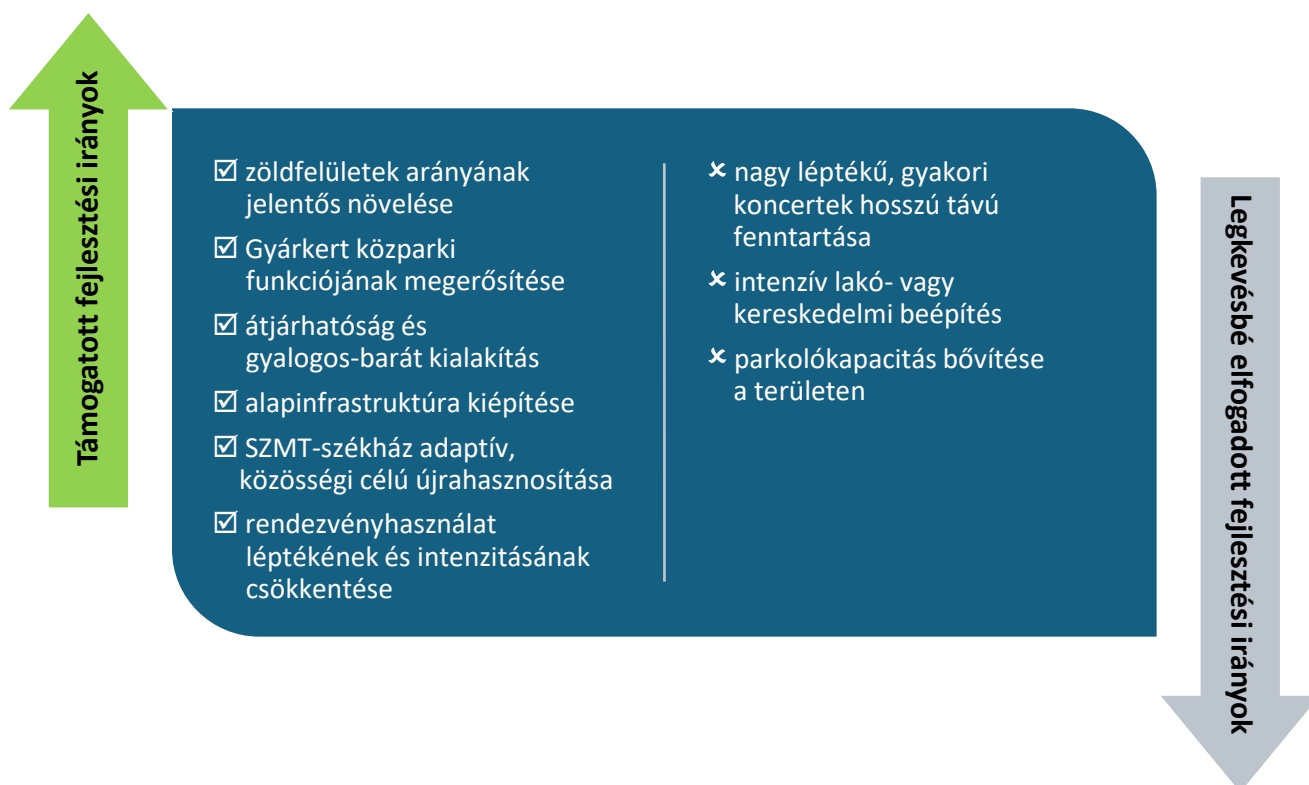 Támogatott fejlesztési irányok
☑ zöldfelületek arányának
jelentős növelése
☑ Gyárkert közparki
funkciójának megerősítése
☑ átjárhatóság és
gyalogos-barát kialakítás
☑ alapinfrastruktúra kiépítése
☑ SZMT-székház adaptív,
közösségi célú újrahasznosítása
☑ rendezvényhasználat
léptékének és intenzitásának
csökkentése
× nagy léptékű, gyakori
koncertek hosszú távú
fenntartása
× intenzív lakó- vagy
kereskedelmi beépítés
× parkolókapacitás bővítése
a területen
Legkevésbé elfogadott fejlesztési irányok